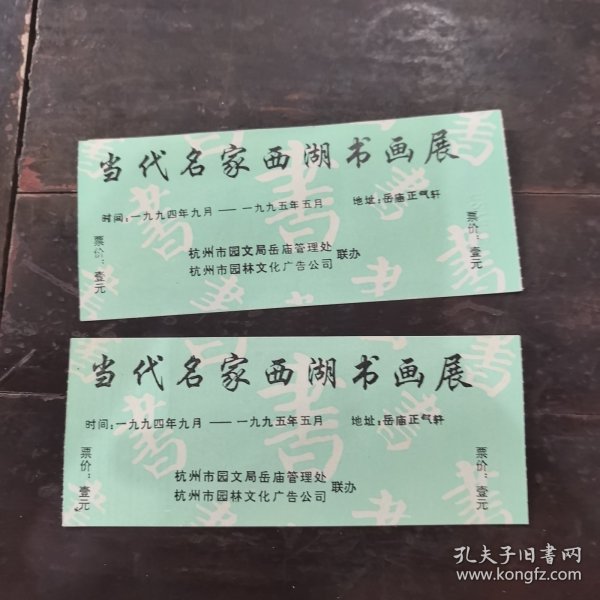 当代名家西湖书画展
时间:一九九四年九月——一九九五年五月 地址:岳庙正气轩
杭州市园文局岳庙管理处
杭州市园林文化广告公司
联办
票价:壹元
票价:壹元
当代名家西湖书画展
时间:一九九四年九月——一九九五年五月 地址:岳庙正气轩
杭州市园文局岳庙管理处
杭州市园林文化广告公司
联办
票价:壹元
票价:壹元
孔夫子旧書网
www.kongfz.com